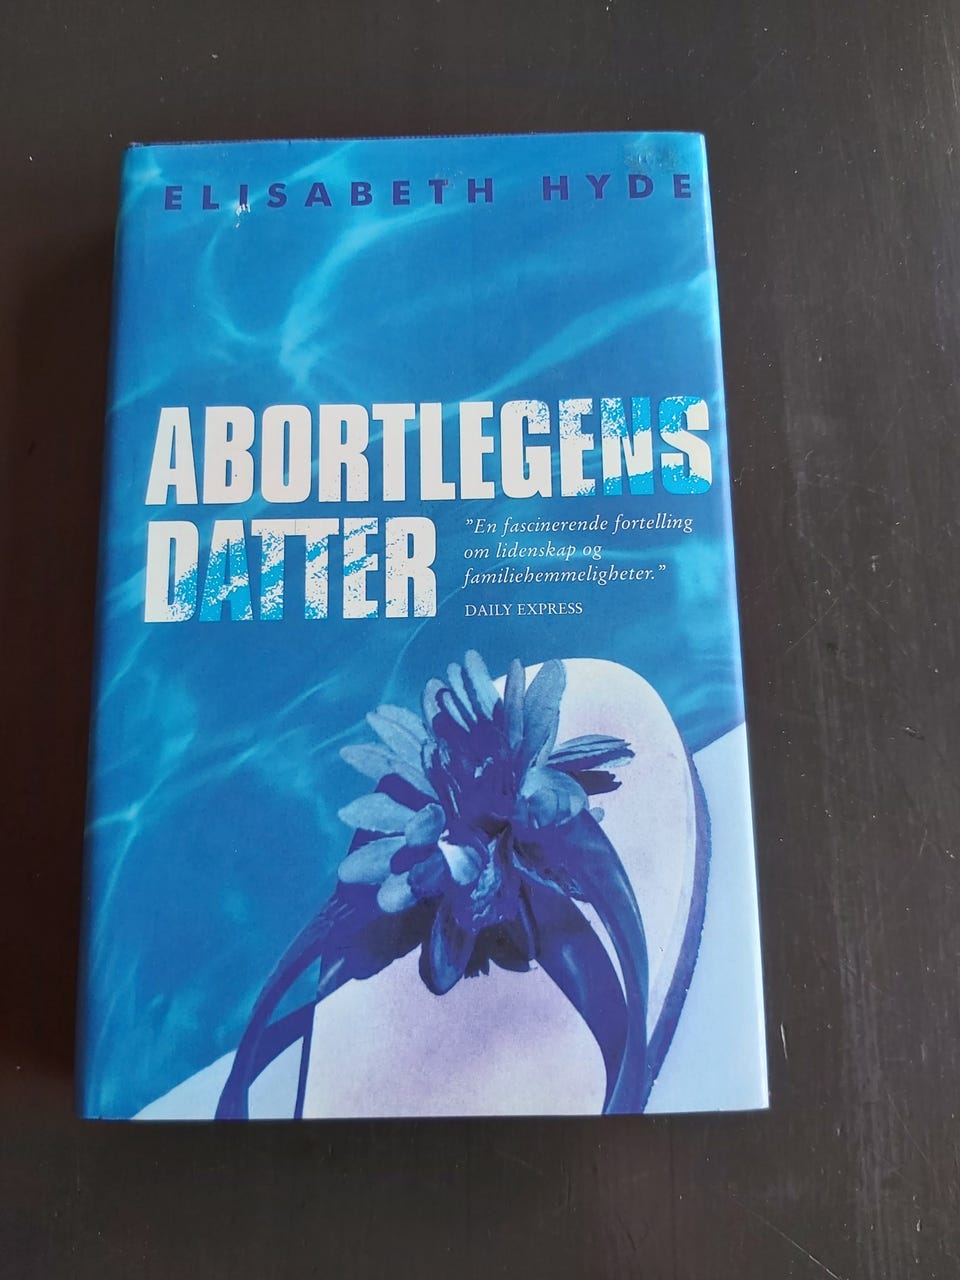 ELISABETH HYDE
ABORTLEGENS
DATTER
"En fascinerende fortelling
om lidenskap og
familiehemmeligheter."
DAILY EXPRESS